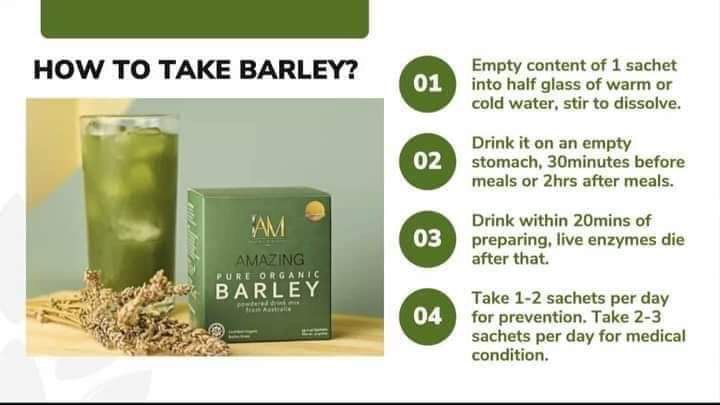 HOW TO TAKE BARLEY?
01
Empty content of 1 sachet
into half glass of warm or
cold water, stir to dissolve.
02
Drink it on an empty
stomach, 30minutes before
meals or 2hrs after meals.
03
Drink within 20mins of
preparing, live enzymes die
after that.
04
Take 1-2 sachets per day
for prevention. Take 2-3
sachets per day for medical
condition.
AM
AMAZING
PURE ORGANIC
BARLEY
powdered drink mix
from Australia